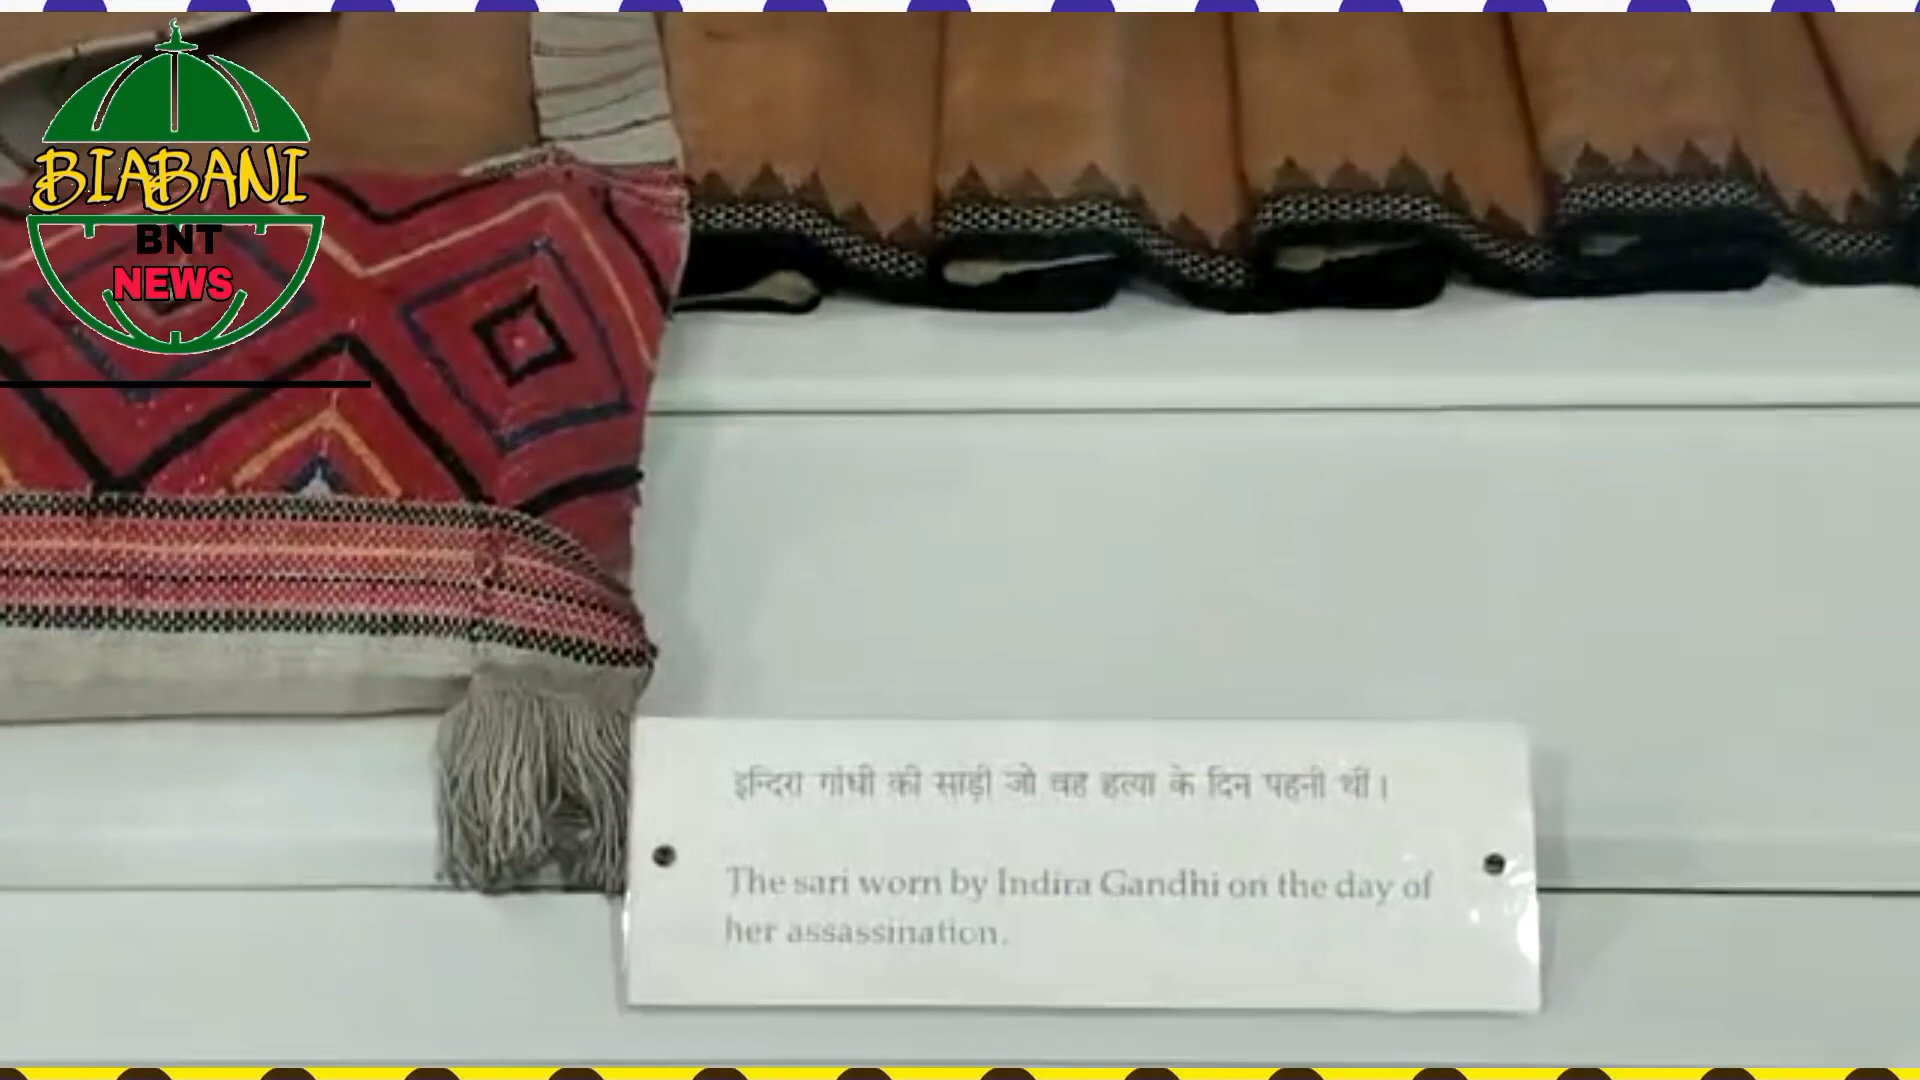 BIABANI
BNT
NEWS
इन्दिरा गांधी की साड़ी जो वह हत्या के दिन पहनी थीं।
The sari worn by Indira Gandhi on the day of
her assassination.